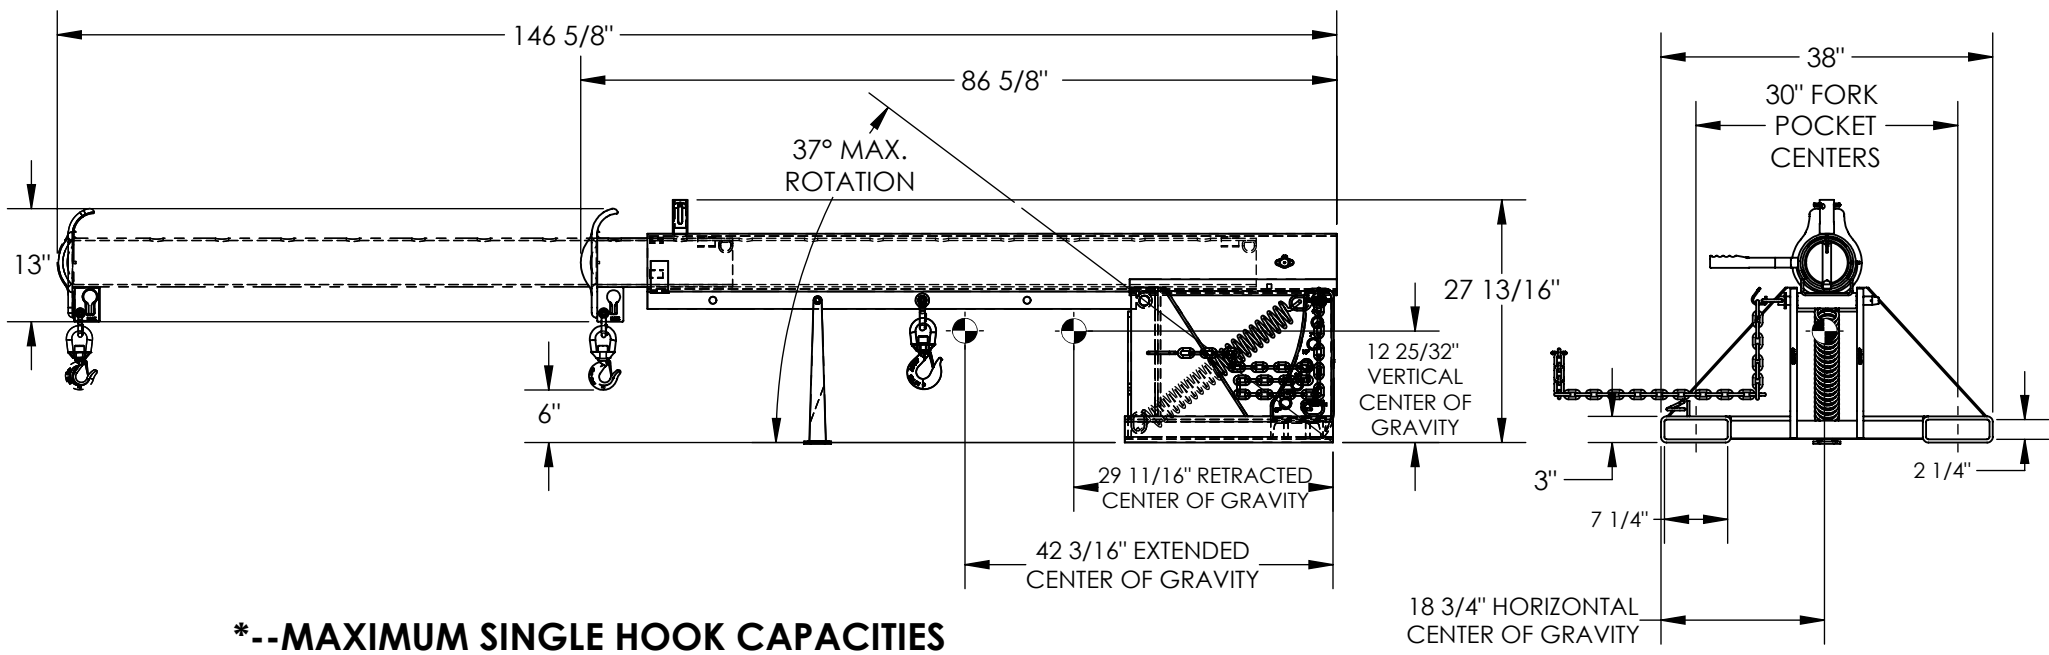 146 5/8"
86 5/8"
38"
30" FORK
POCKET
CENTERS
37° MAX.
ROTATION
13"
27 13/16"
12 25/32"
VERTICAL
CENTER OF
GRAVITY
6"
29 11/16" RETRACTED
CENTER OF GRAVITY
3"
2 1/4"
7 1/4"
42 3/16" EXTENDED
CENTER OF GRAVITY
18 3/4" HORIZONTAL
CENTER OF GRAVITY
*--MAXIMUM SINGLE HOOK CAPACITIES